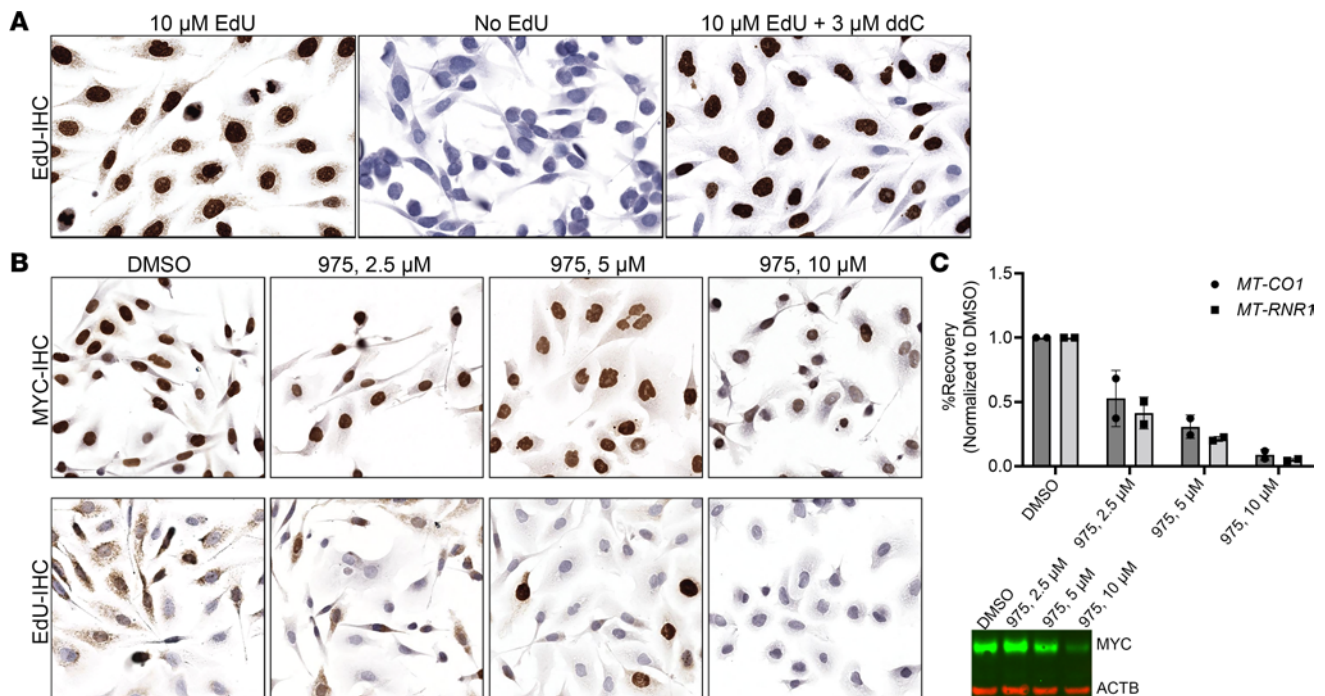 A
10 μM EdU
No EdU
10 μM EdU + 3 μM ddC
EdU-IHC
B
DMSO
975, 2.5 μM
975, 5 μM
975, 10 μM
MYC-IHC
EdU-IHC
C
%Recovery
(Normalized to DMSO)
1.5
1.0
0.5
0.0
MT-CO1
MT-RNR1
DMSO
975, 2.5 μM
975, 5 μM
975, 10 μM
DMSO
975, 2.5 μM
975, 5 μM
975, 10 μM
MYC
ACTB